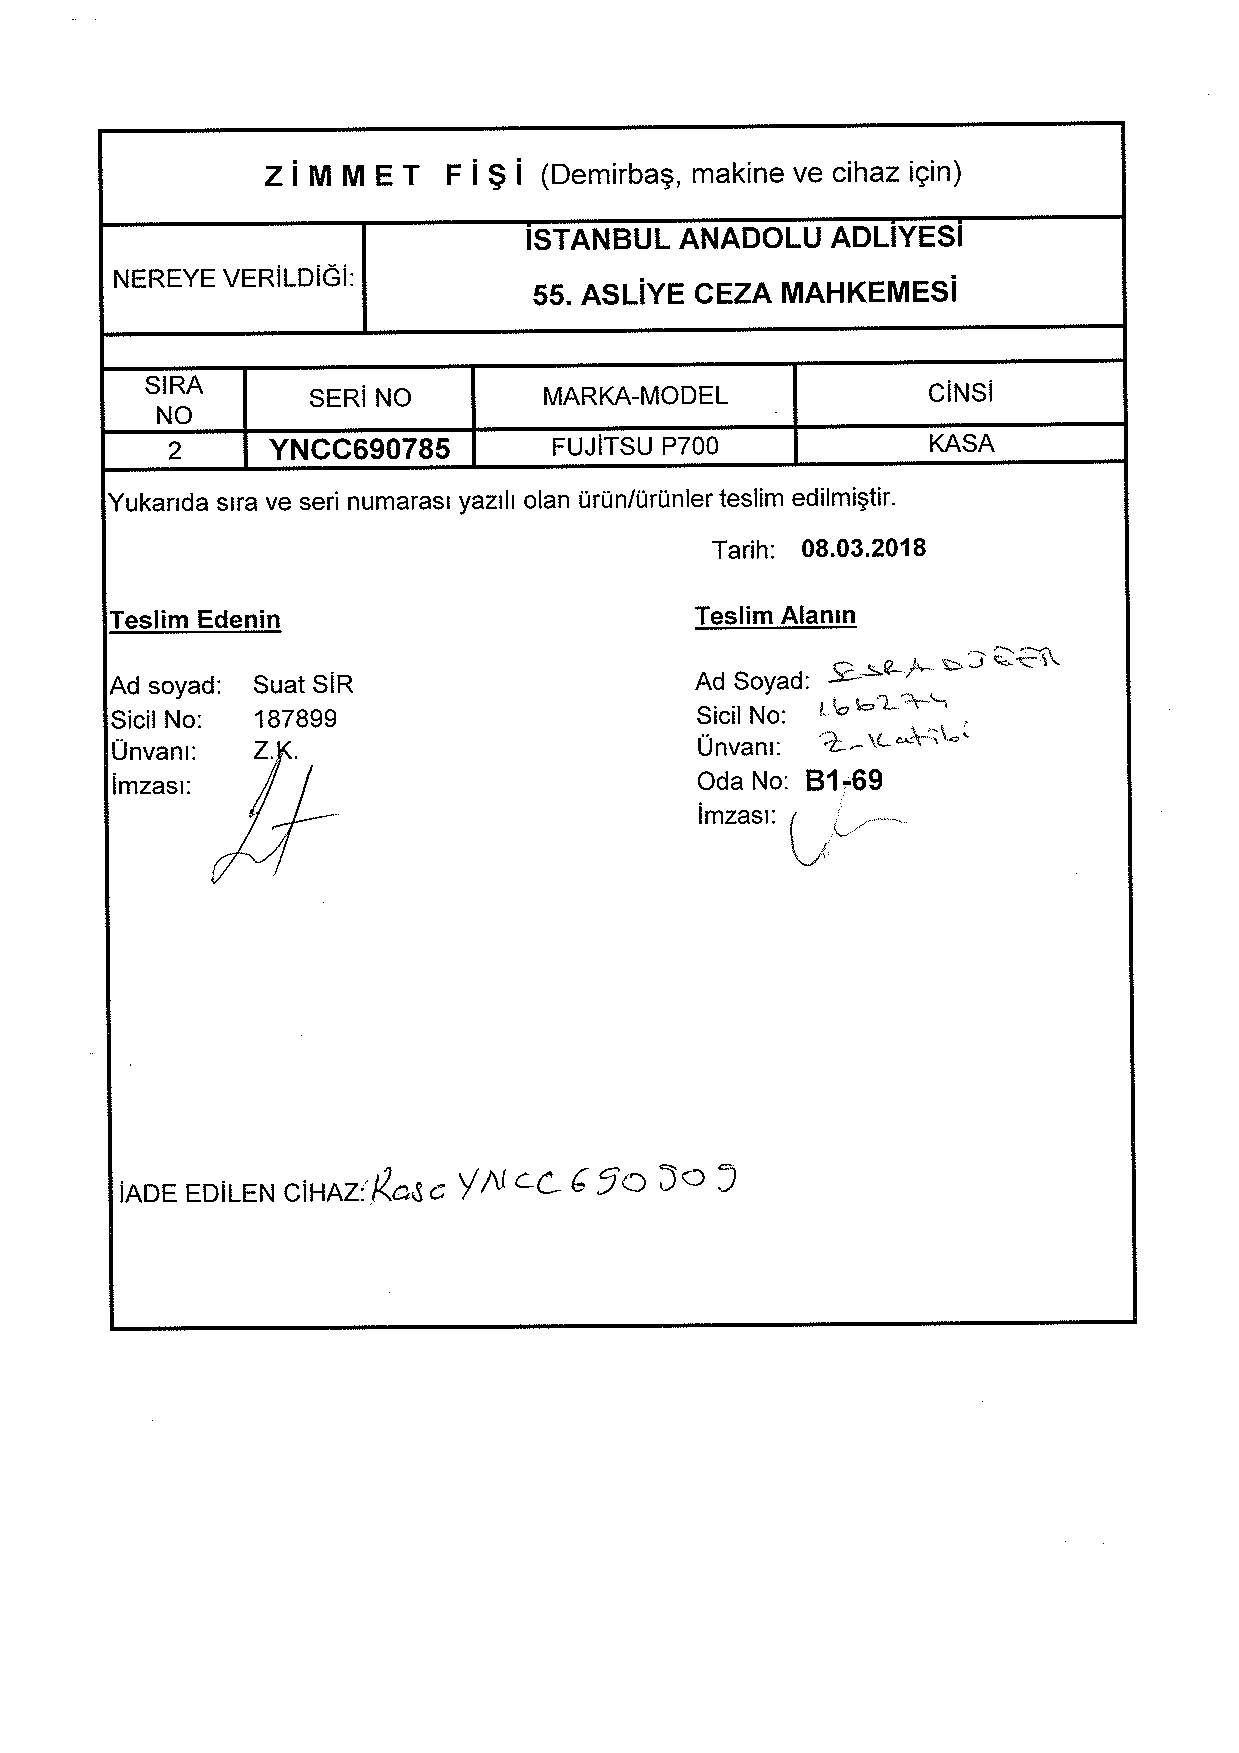 ZİMMET FİŞİ (Demirbaş, makine ve cihaz için)
NEREYE VERİLDİĞİ:
İSTANBUL ANADOLU ADLİYESİ
55. ASLİYE CEZA MAHKEMESİ
SIRA NO SERİ NO MARKA-MODEL CİNSİ
2 YNCC690785 FUJİTSU P700 KASA
Yukarıda sıra ve seri numarası yazılı olan ürün/ürünler teslim edilmiştir.
Tarih: 08.03.2018
Teslim Edenin
Ad soyad: Suat SİR
Sicil No: 187899
Ünvanı: Z.K.
İmzası:
Teslim Alanın
Ad Soyad: ESRA
Sicil No: 166274
Ünvanı: Z-Katibi
Oda No: B1-69
İmzası:
İADE EDİLEN CİHAZ: Kasa YNCC690909